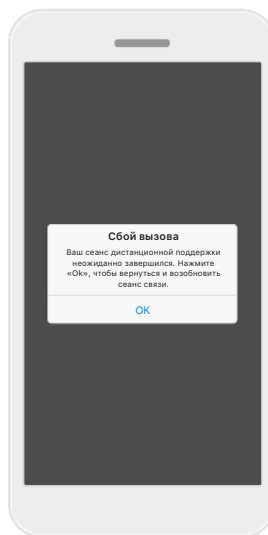 Сбой вызова
Ваш сеанс дистанционной поддержки
неожиданно завершился. Нажмите
«Ok», чтобы вернуться и возобновить
сеанс связи.
OK